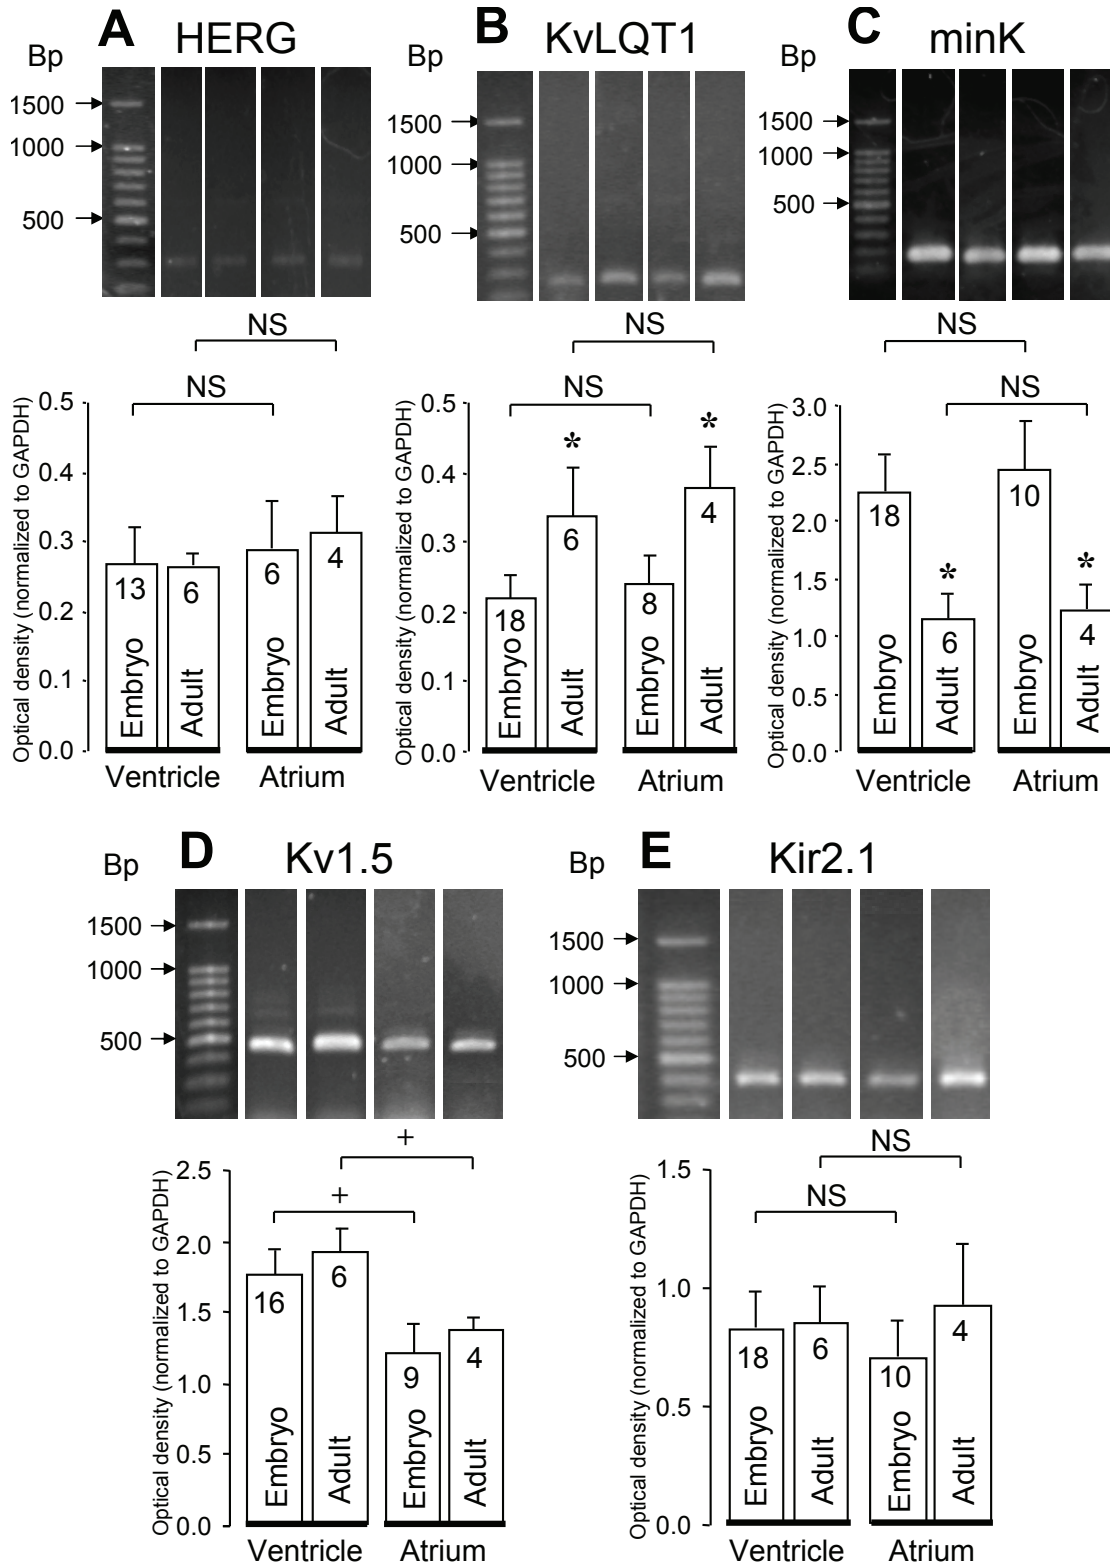 A HERG
Bp
1500
1000
500
NS
NS
Optical density (normalized to GAPDH)
0.5
0.4
0.3
0.2
0.1
0.0
13
6
6
4
Embryo
Adult
Embryo
Adult
Ventricle Atrium
B KvLQT1
Bp
1500
1000
500
NS
NS
Optical density (normalized to GAPDH)
0.5
0.4
0.3
0.2
0.1
0.0
* *
18
6
8
4
Embryo
Adult
Embryo
Adult
Ventricle Atrium
C minK
Bp
1500
1000
500
NS
NS
Optical density (normalized to GAPDH)
3.0
2.5
2.0
1.5
1.0
0.5
0.0
* *
18
6
10
4
Embryo
Adult
Embryo
Adult
Ventricle Atrium
D Kv1.5
Bp
1500
1000
500
+
+
Optical density (normalized to GAPDH)
2.5
2.0
1.5
1.0
0.5
0.0
16
6
9
4
Embryo
Adult
Embryo
Adult
Ventricle Atrium
E Kir2.1
Bp
1500
1000
500
NS
NS
Optical density (normalized to GAPDH)
1.5
1.0
0.5
0.0
18
6
10
4
Embryo
Adult
Embryo
Adult
Ventricle Atrium